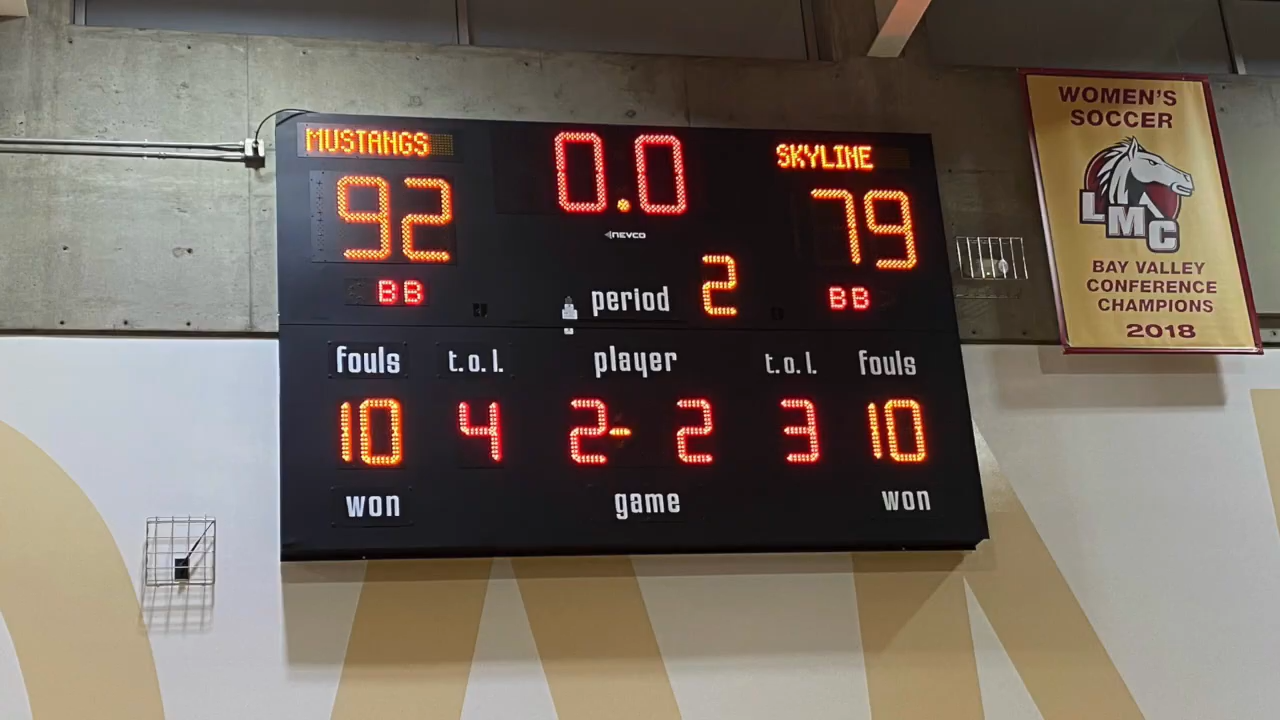 MUSTANGS 0.0 SKYLINE
92 79
NEVCO
BB period 2 BB
fouls t.o.l. player t.o.l. fouls
10 4 2- 2 3 10
won game won
WOMEN'S
SOCCER
LMC
BAY VALLEY
CONFERENCE
CHAMPIONS
2018